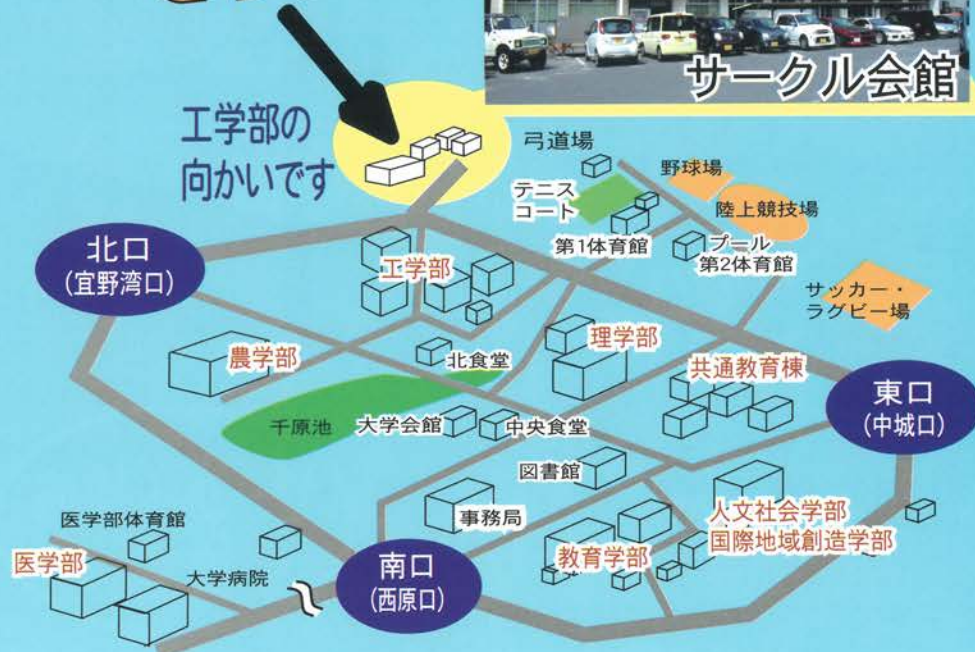 サークル会館
工学部の
向かいです
弓道場
野球場
テニス
コート
陸上競技場
第1体育館
プール
第2体育館
北口
(宜野湾口)
工学部
サッカー・
ラグビー場
農学部
北食堂
理学部
共通教育棟
東口
(中城口)
千原池
大学会館
中央食堂
図書館
事務局
人文社会学部
国際地域創造学部
教育学部
医学部体育館
医学部
大学病院
南口
(西原口)